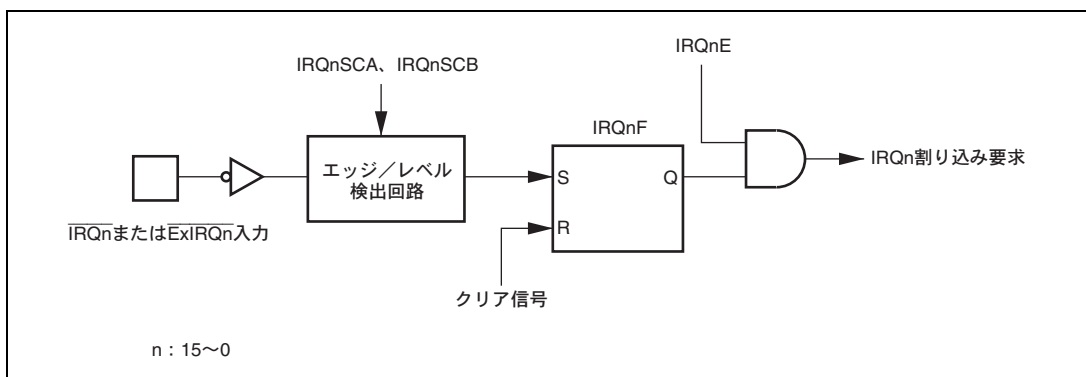 IRQnE
IRQnSCA、IRQnSCB
IRQnF
エッジ／レベル
検出回路
S
Q
R
IRQn割り込み要求
IRQnまたはExIRQn入力
クリア信号
n：15～0